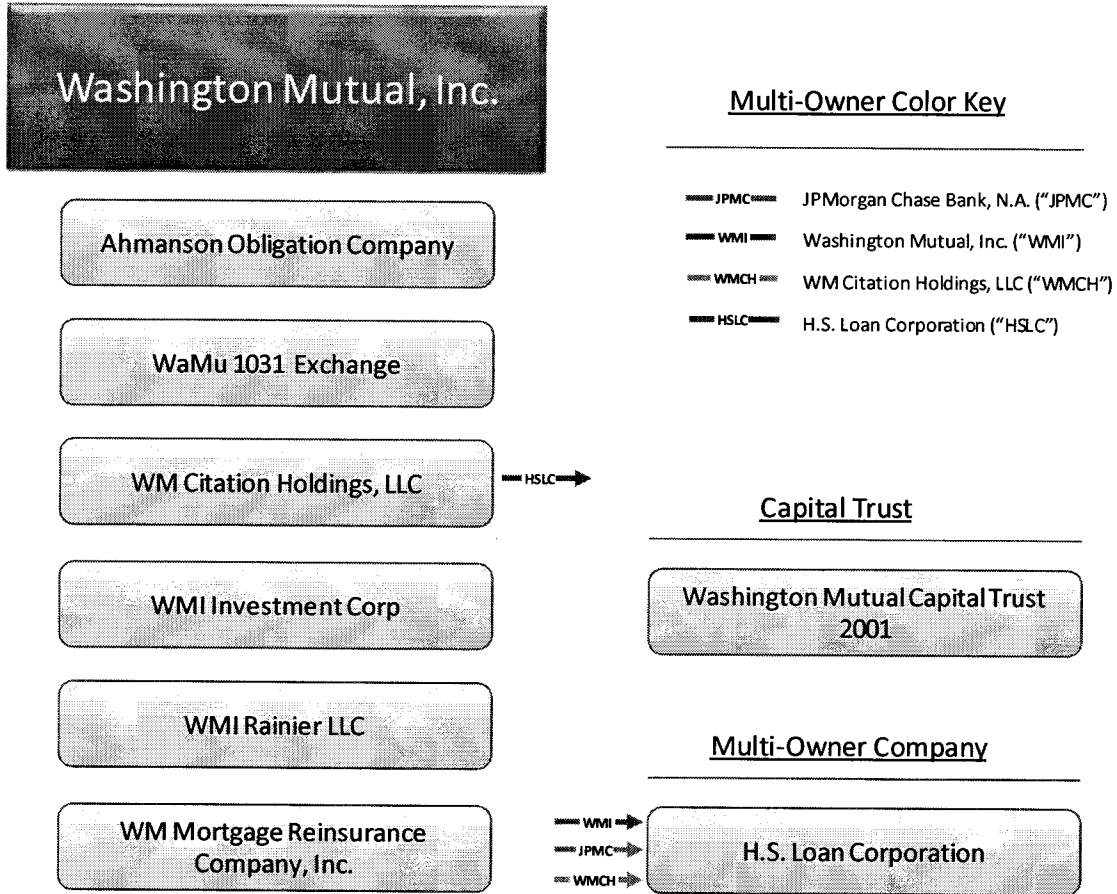 Washington Mutual, Inc.
Ahmanson Obligation Company
WaMu 1031 Exchange
WM Citation Holdings, LLC
HSLC
WMI Investment Corp
WMI Rainier LLC
WM Mortgage Reinsurance
Company, Inc.
Multi-Owner Color Key
JPMC JPMorgan Chase Bank, N.A. ("JPMC")
WMI Washington Mutual, Inc. ("WMI")
WMCH WM Citation Holdings, LLC ("WMCH")
HSLC H.S. Loan Corporation ("HSLC")
Capital Trust
Washington Mutual Capital Trust
2001
Multi-Owner Company
WMI
JPMC
WMCH
H.S. Loan Corporation